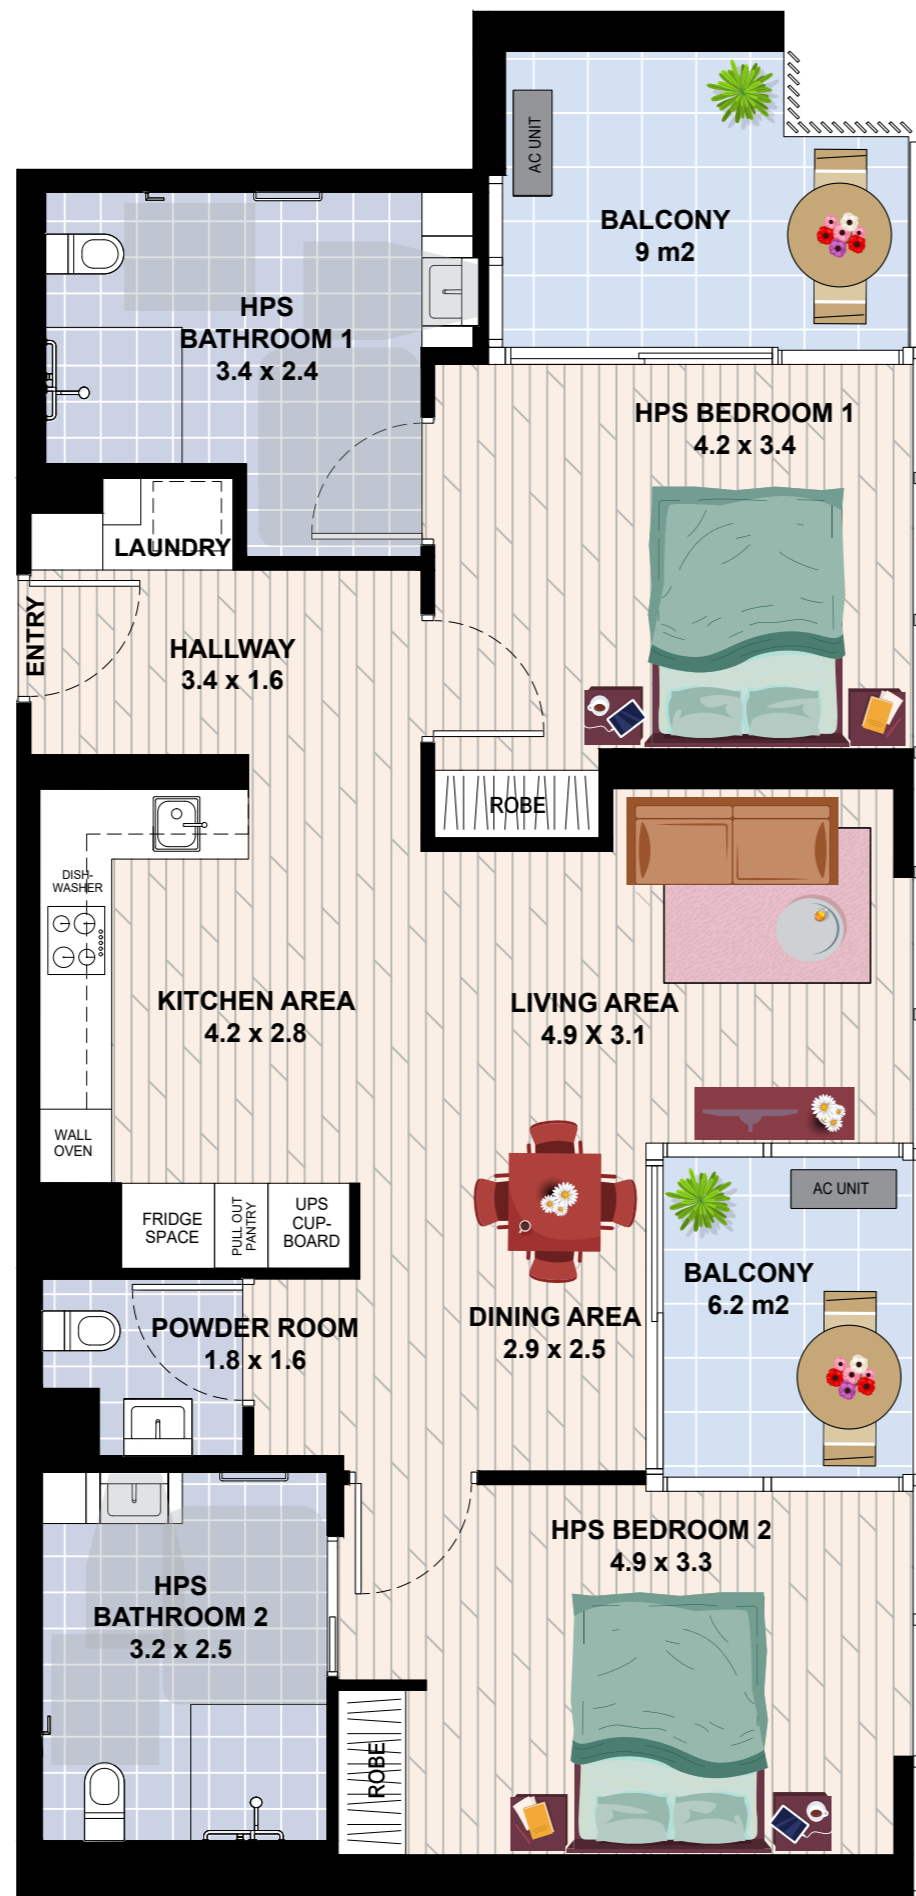 AC UNIT
BALCONY
9 m2
HPS
BATHROOM 1
3.4 x 2.4
HPS BEDROOM 1
4.2 x 3.4
LAUNDRY
ENTRY
HALLWAY
3.4 x 1.6
ROBE
DISH-
WASHER
KITCHEN AREA
4.2 x 2.8
LIVING AREA
4.9 X 3.1
WALL
OVEN
FRIDGE
SPACE
PULL OUT
PANTRY
UPS
CUP-
BOARD
AC UNIT
BALCONY
6.2 m2
POWDER ROOM
1.8 x 1.6
DINING AREA
2.9 x 2.5
HPS BEDROOM 2
4.9 x 3.3
HPS
BATHROOM 2
3.2 x 2.5
ROBE